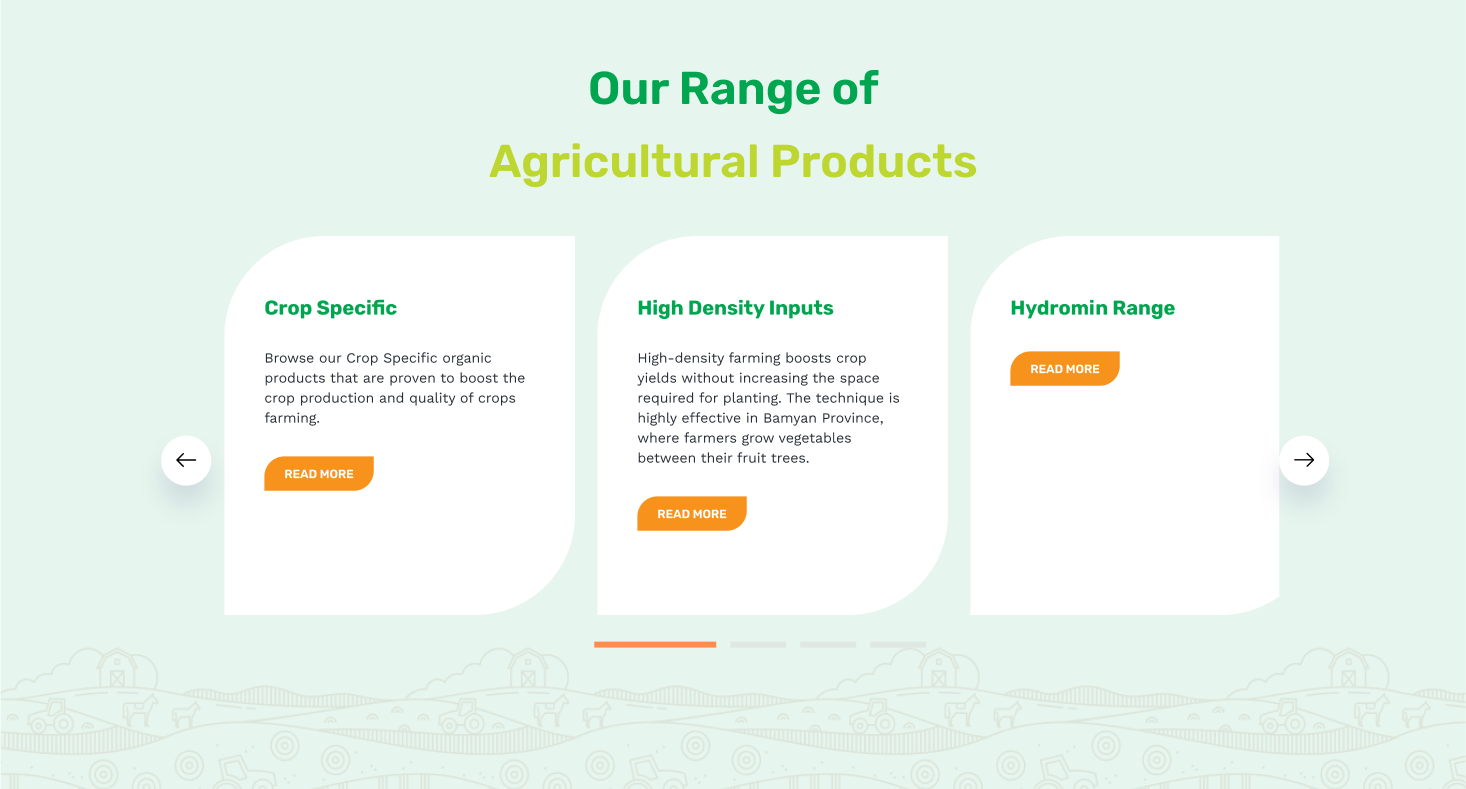 Our Range of
Agricultural Products
Crop Specific
Browse our Crop Specific organic
products that are proven to boost the
crop production and quality of crops
farming.
READ MORE
High Density Inputs
High-density farming boosts crop
yields without increasing the space
required for planting. The technique is
highly effective in Bamyan Province,
where farmers grow vegetables
between their fruit trees.
READ MORE
Hydromin Range
READ MORE